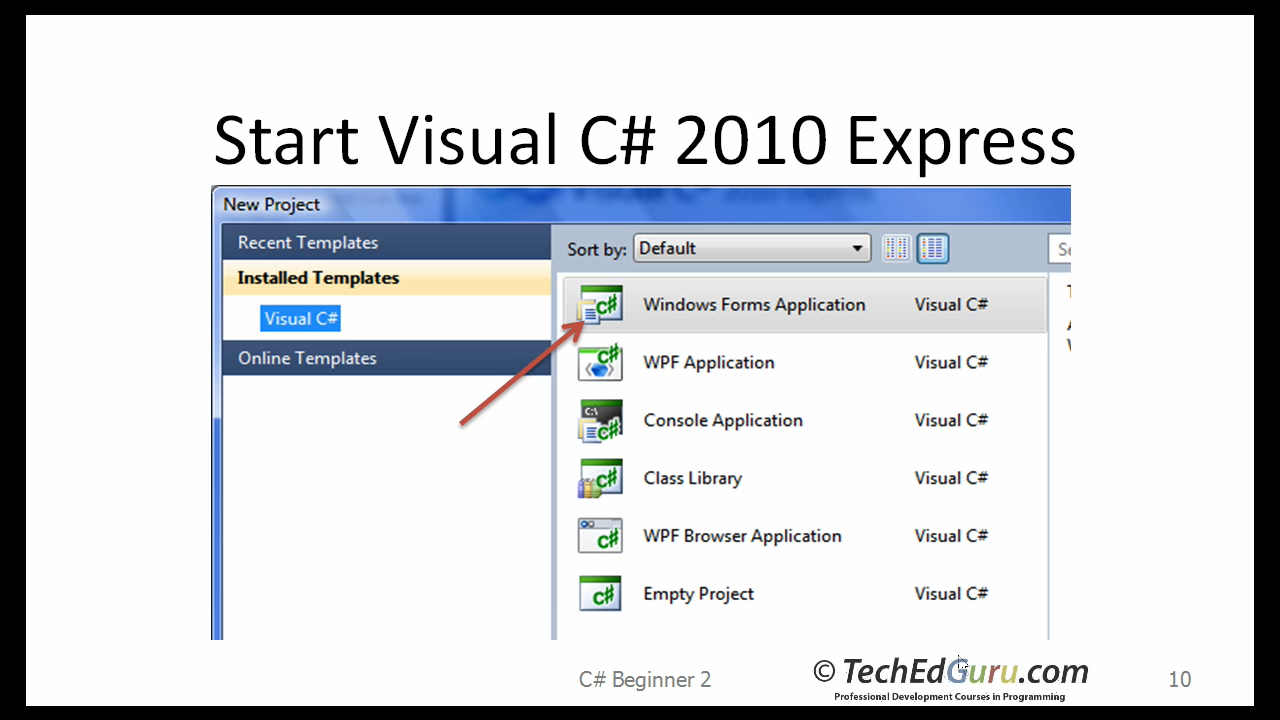 Start Visual C# 2010 Express
New Project
Recent Templates
Installed Templates
Visual C#
Online Templates
Sort by: Default
Windows Forms Application Visual C#
WPF Application Visual C#
Console Application Visual C#
Class Library Visual C#
WPF Browser Application Visual C#
Empty Project Visual C#
C# Beginner 2
© TechEdGuru.com
Professional Development Courses in Programming
10